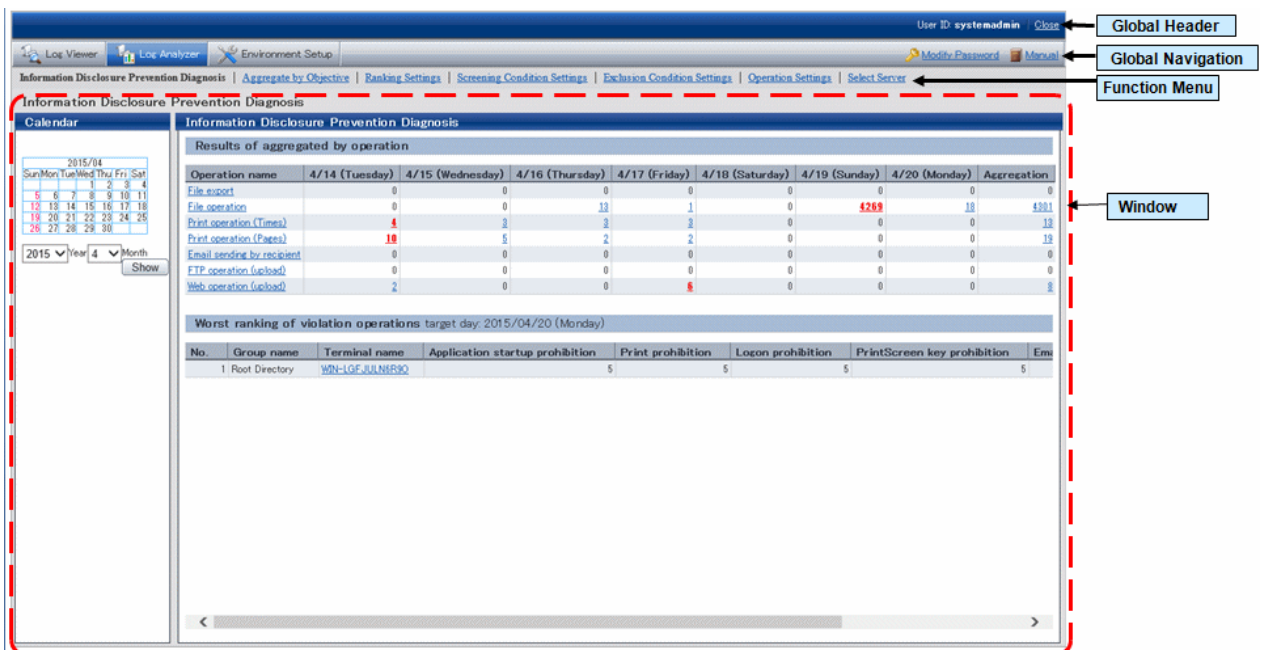 User ID: systemadmin | Close
Global Header
Log Viewer Log Analyzer Environment Setup Modify Password Manual
Global Navigation
Information Disclosure Prevention Diagnosis | Aggregate by Objective | Ranking Settings | Screening Condition Settings | Exclusion Condition Settings | Operation Settings | Select Server
Function Menu
Information Disclosure Prevention Diagnosis
Calendar
2015/04
Sun Mon Tue Wed Thu Fri Sat
1 2 3 4
5 6 7 8 9 10 11
12 13 14 15 16 17 18
19 20 21 22 23 24 25
26 27 28 29 30
2015 Year 4 Month
Show
Information Disclosure Prevention Diagnosis
Results of aggregated by operation
Operation name 4/14 (Tuesday) 4/15 (Wednesday) 4/16 (Thursday) 4/17 (Friday) 4/18 (Saturday) 4/19 (Sunday) 4/20 (Monday) Aggregation
File export 0 0 0 0 0 0 0 0
File operation 0 0 13 1 0 4269 18 4301
Print operation (Times) 4 3 3 3 0 0 0 13
Print operation (Pages) 10 5 2 2 0 0 0 19
Email sending by recipient 0 0 0 0 0 0 0 0
FTP operation (upload) 0 0 0 0 0 0 0 0
Web operation (upload) 2 0 0 6 0 0 0 8
Window
Worst ranking of violation operations target day: 2015/04/20 (Monday)
No. Group name Terminal name Application startup prohibition Print prohibition Logon prohibition PrintScreen key prohibition Ema
1 Root Directory WIN-LGFJULN6R9O 5 5 5 5